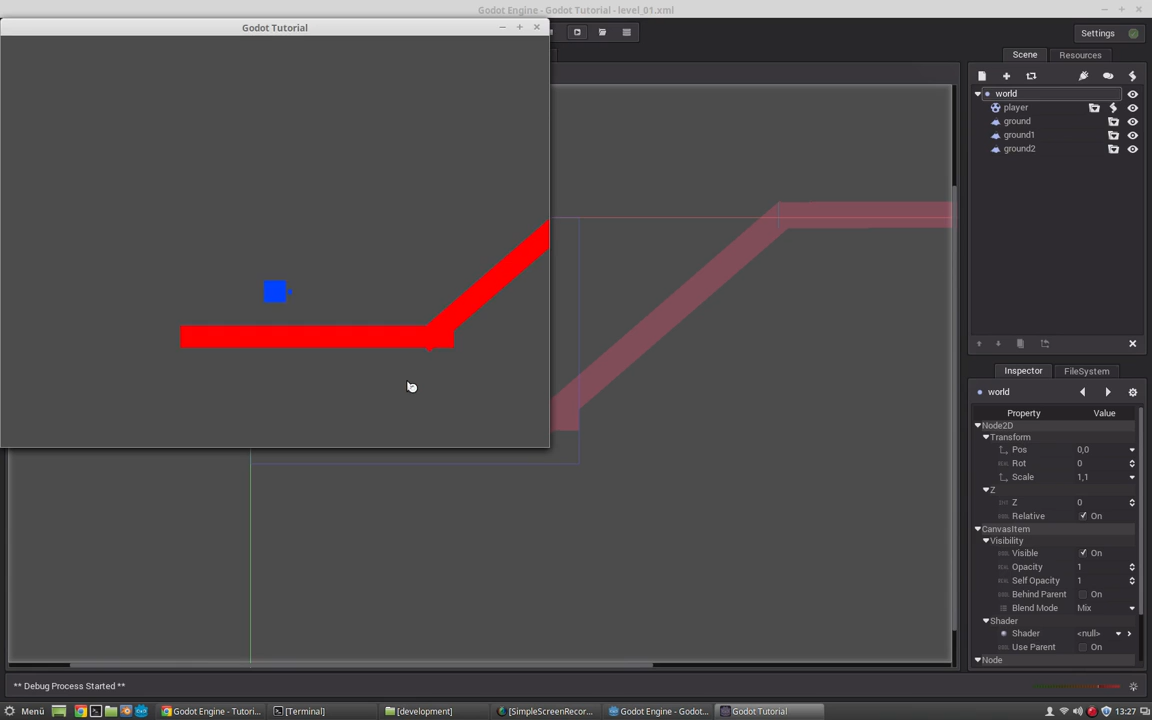 Godot Engine - Godot Tutorial - level_01.xml
Godot Tutorial
Settings
Scene
Resources
world
player
ground
ground1
ground2
Inspector
FileSystem
world
Property Value
Node2D
Transform
Pos 0,0
Rot 0
Scale 1,1
Z
Z 0
Relative On
CanvasItem
Visibility
Visible On
Opacity 1
Self Opacity 1
Behind Parent On
Blend Mode Mix
Shader
Shader <null>
Use Parent On
Node
** Debug Process Started **
Menü
Godot Engine - Tutori...
[Terminal]
[development]
[SimpleScreenRecor...
Godot Engine - Godot...
Godot Tutorial
13:27